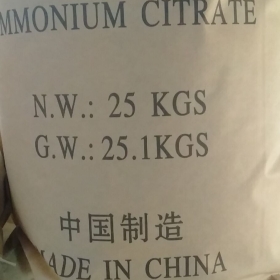 MMONIUM CITRATE
N.W.: 25 KGS
G.W.: 25.1KGS
中国制造
MADE IN CHINA